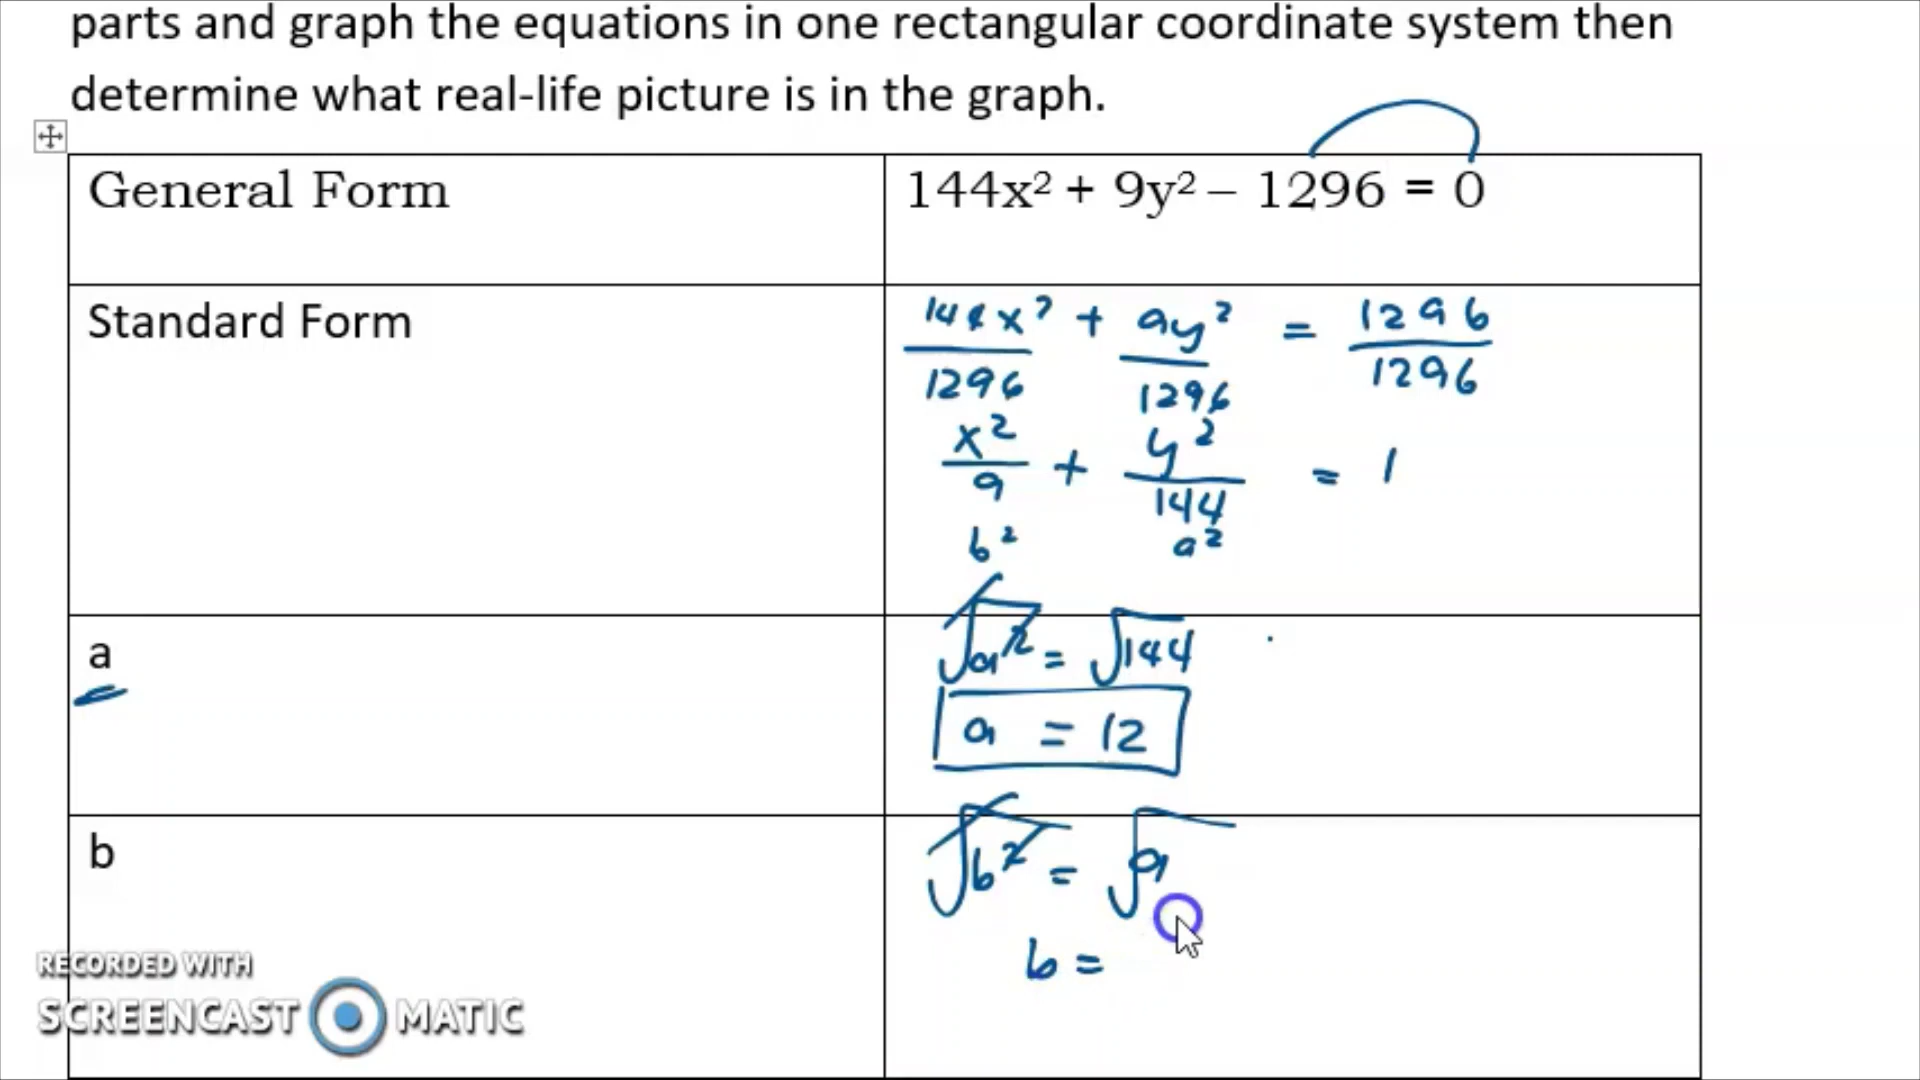 parts and graph the equations in one rectangular coordinate system then
determine what real-life picture is in the graph.
General Form 144x² + 9y² – 1296 = 0
Standard Form
144x² + 9y² = 1296
1296 1296 1296
x² + y² = 1
9 144
b² a²
a √a² = √144
a = 12
b √b² = √9
b =
RECORDED WITH
SCREENCAST MATIC